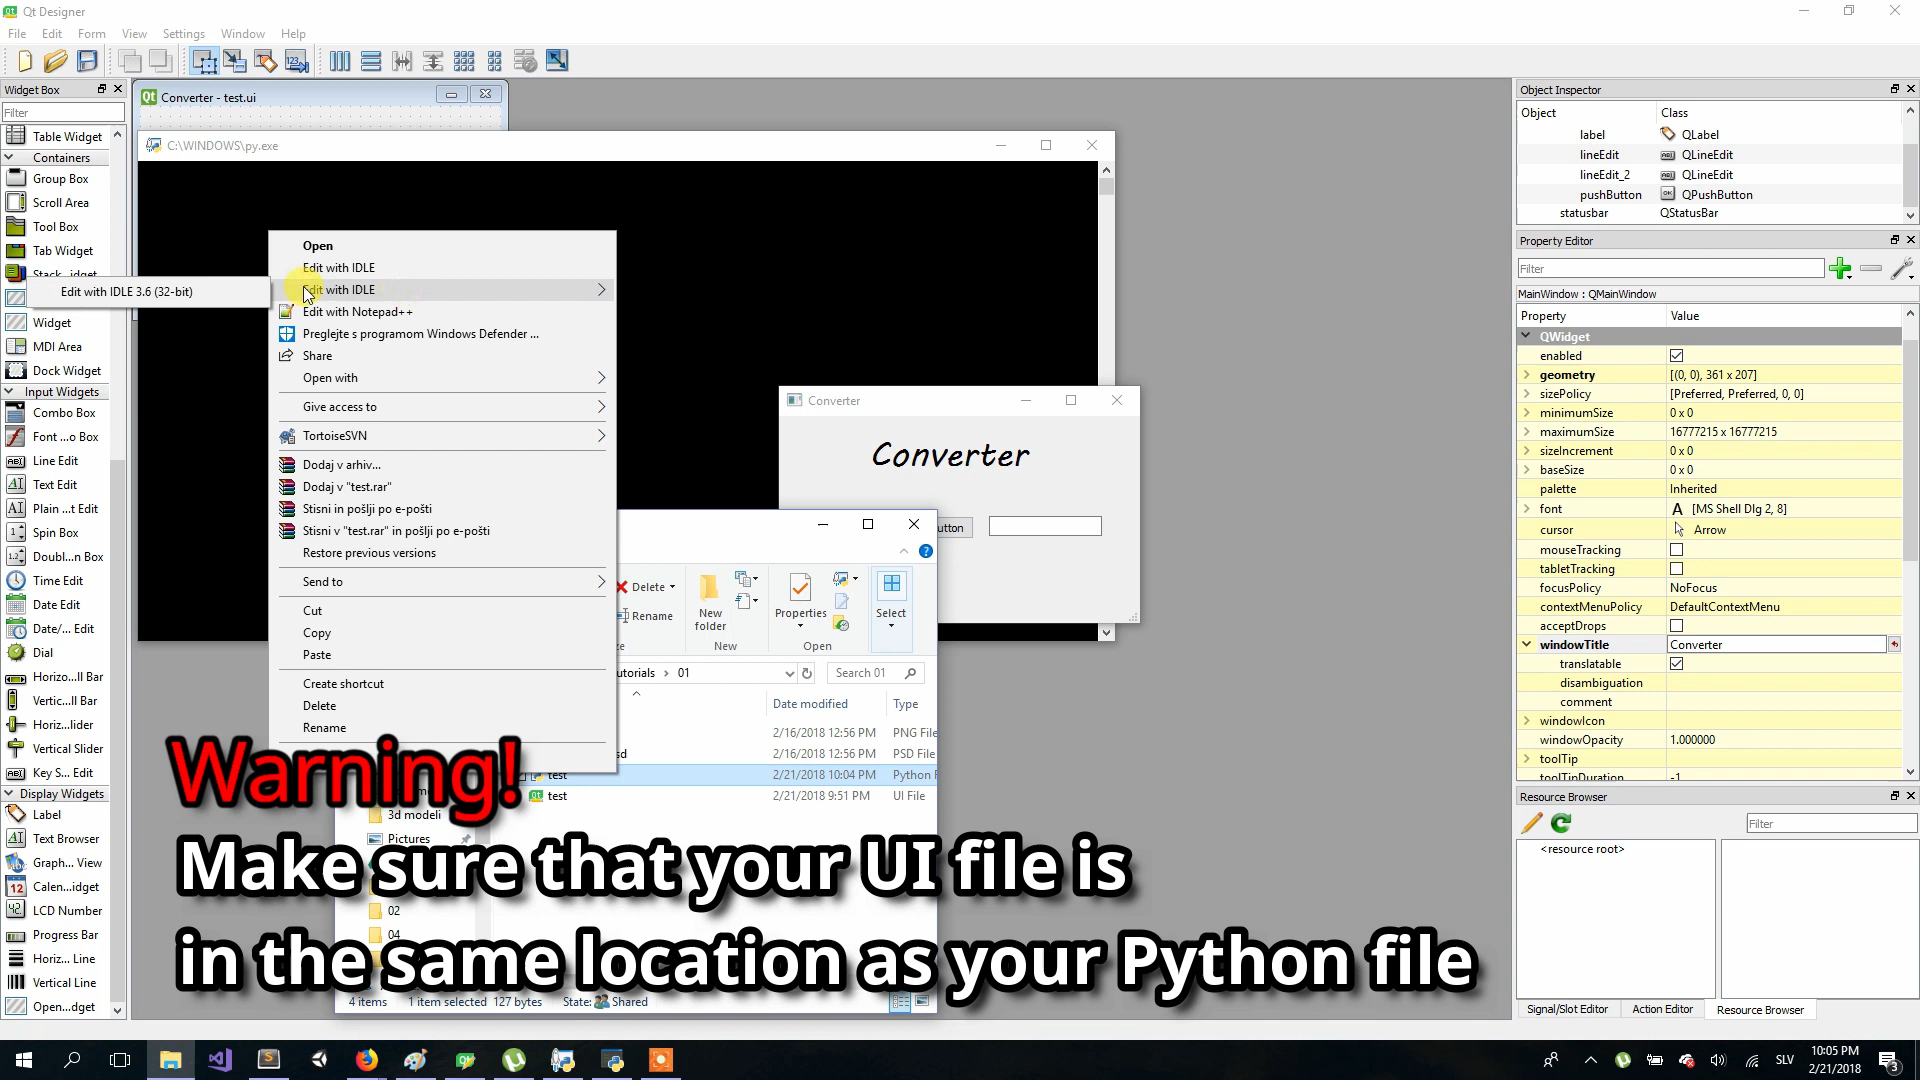 Qt Designer
File Edit Form View Settings Window Help
Widget Box
Filter
Table Widget
Containers
Group Box
Scroll Area
Tool Box
Tab Widget
Edit with IDLE 3.6 (32-bit)
Widget
MDI Area
Dock Widget
Input Widgets
Combo Box
Font ...o Box
Line Edit
Text Edit
Plain ...t Edit
Spin Box
Doubl...n Box
Time Edit
Date Edit
Date/... Edit
Dial
Horizo...ll Bar
Vertic...ll Bar
Horiz...lider
Vertical Slider
Key S... Edit
Display Widgets
Label
Text Browser
Graph... View
Calen...idget
LCD Number
Progress Bar
Horiz... Line
Vertical Line
Open...dget
Converter - test.ui
C:\WINDOWS\py.exe
Open
Edit with IDLE
Edit with IDLE
Edit with Notepad++
Preglejte s programom Windows Defender ...
Share
Open with
Give access to
TortoiseSVN
Dodaj v arhiv...
Dodaj v "test.rar"
Stisni in pošlji po e-pošti
Stisni v "test.rar" in pošlji po e-pošti
Restore previous versions
Send to
Cut
Copy
Paste
Create shortcut
Delete
Rename
Converter
Converter
utton
Delete
Rename
New folder
New
Properties
Open
Select
utorials > 01
Search 01
Date modified Type
2/16/2018 12:56 PM PNG File
sd 2/16/2018 12:56 PM PSD File
test 2/21/2018 10:04 PM Python F
test 2/21/2018 9:51 PM UI File
3d modeli
Pictures
02
04
4 items 1 item selected 127 bytes State: Shared
Warning!
Make sure that your UI file is
in the same location as your Python file
Object Inspector
Object Class
label QLabel
lineEdit QLineEdit
lineEdit_2 QLineEdit
pushButton QPushButton
statusbar QStatusBar
Property Editor
Filter
MainWindow : QMainWindow
Property Value
QWidget
enabled
geometry [(0, 0), 361 x 207]
sizePolicy [Preferred, Preferred, 0, 0]
minimumSize 0 x 0
maximumSize 16777215 x 16777215
sizeIncrement 0 x 0
baseSize 0 x 0
palette Inherited
font A [MS Shell Dlg 2, 8]
cursor Arrow
mouseTracking
tabletTracking
focusPolicy NoFocus
contextMenuPolicy DefaultContextMenu
acceptDrops
windowTitle Converter
translatable
disambiguation
comment
windowIcon
windowOpacity 1.000000
toolTip
toolTipDuration -1
Resource Browser
Filter
<resource root>
Signal/Slot Editor Action Editor Resource Browser
SLV
10:05 PM
2/21/2018
3